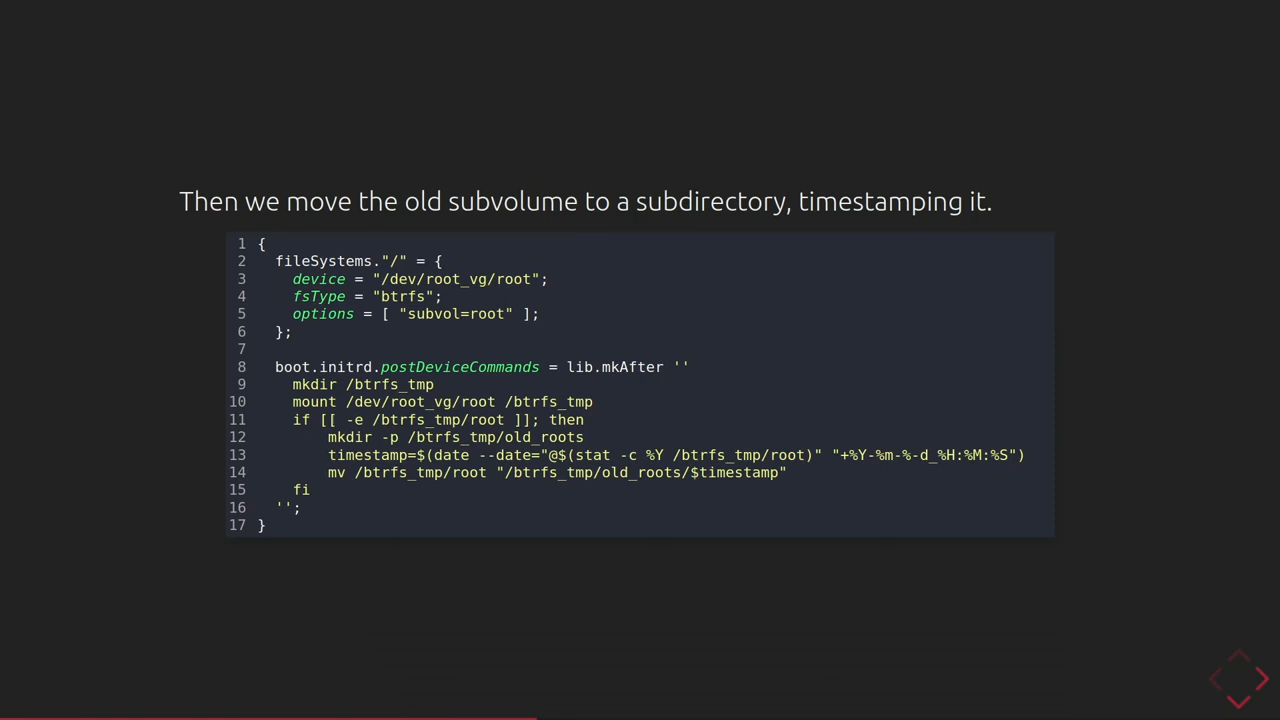 Then we move the old subvolume to a subdirectory, timestamping it.
1 {
2   fileSystems."/" = {
3     device = "/dev/root_vg/root";
4     fsType = "btrfs";
5     options = [ "subvol=root" ];
6   };
7
8   boot.initrd.postDeviceCommands = lib.mkAfter ''
9     mkdir /btrfs_tmp
10     mount /dev/root_vg/root /btrfs_tmp
11     if [[ -e /btrfs_tmp/root ]]; then
12         mkdir -p /btrfs_tmp/old_roots
13         timestamp=$(date --date="@$(stat -c %Y /btrfs_tmp/root)" "+%Y-%m-%-d_%H:%M:%S")
14         mv /btrfs_tmp/root "/btrfs_tmp/old_roots/$timestamp"
15     fi
16   '';
17 }